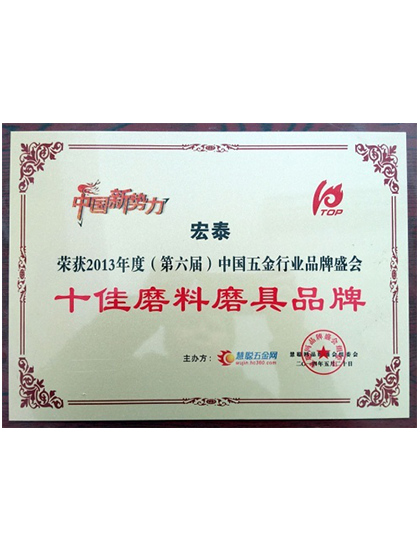 中国新势力
TOP
宏泰
荣获2013年度（第六届）中国五金行业品牌盛会
十佳磨料磨具品牌
主办方：慧聪五金网